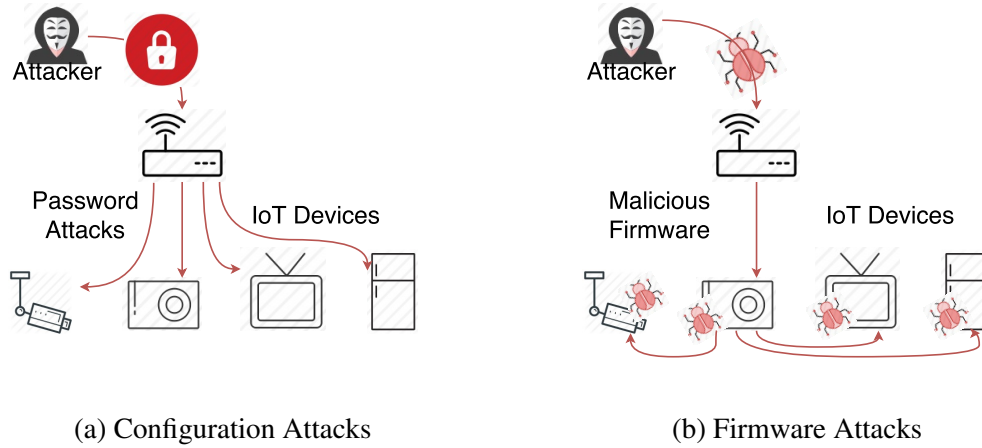 Attacker
Password
Attacks
IoT Devices
(a) Configuration Attacks
Attacker
Malicious
Firmware
IoT Devices
(b) Firmware Attacks